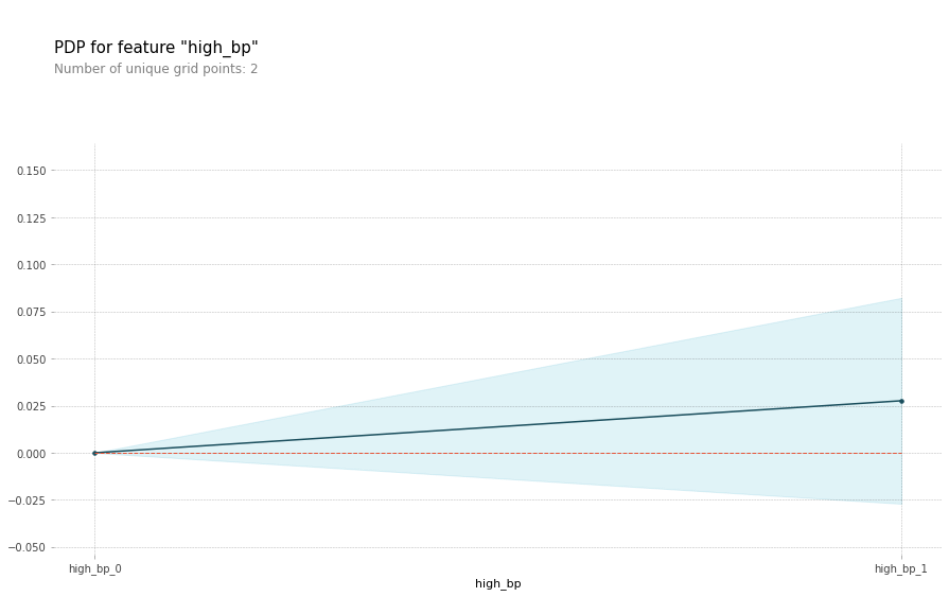 PDP for feature "high_bp"
Number of unique grid points: 2
0.150
0.125
0.100
0.075
0.050
0.025
0.000
−0.025
−0.050
high_bp_0
high_bp_1
high_bp